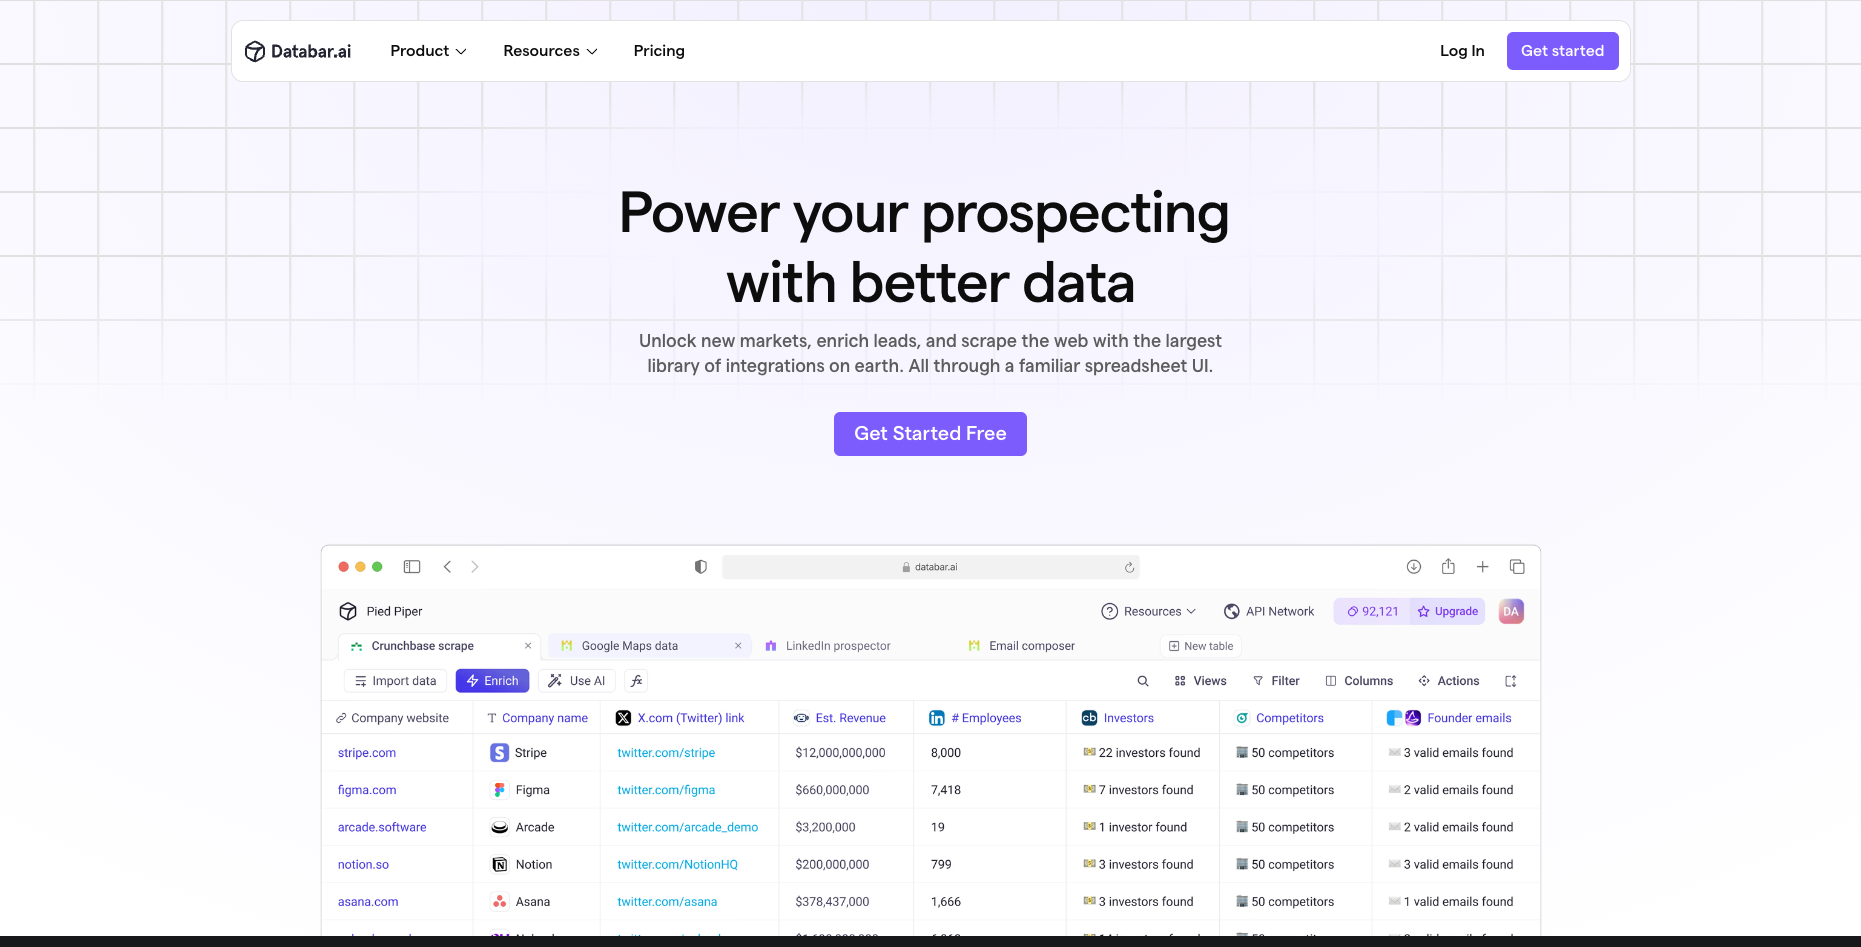 Databar.ai Product Resources Pricing Log In Get started
Power your prospecting
with better data
Unlock new markets, enrich leads, and scrape the web with the largest
library of integrations on earth. All through a familiar spreadsheet UI.
Get Started Free
databar.ai
Pied Piper Resources API Network 92,121 Upgrade DA
Crunchbase scrape × Google Maps data × LinkedIn prospector Email composer New table
Import data Enrich Use AI fx Views Filter Columns Actions
Company website Company name X.com (Twitter) link Est. Revenue # Employees Investors Competitors Founder emails
stripe.com Stripe twitter.com/stripe $12,000,000,000 8,000 22 investors found 50 competitors 3 valid emails found
figma.com Figma twitter.com/figma $660,000,000 7,418 7 investors found 50 competitors 2 valid emails found
arcade.software Arcade twitter.com/arcade_demo $3,200,000 19 1 investor found 50 competitors 2 valid emails found
notion.so Notion twitter.com/NotionHQ $200,000,000 799 3 investors found 50 competitors 3 valid emails found
asana.com Asana twitter.com/asana $378,437,000 1,666 3 investors found 50 competitors 1 valid emails found